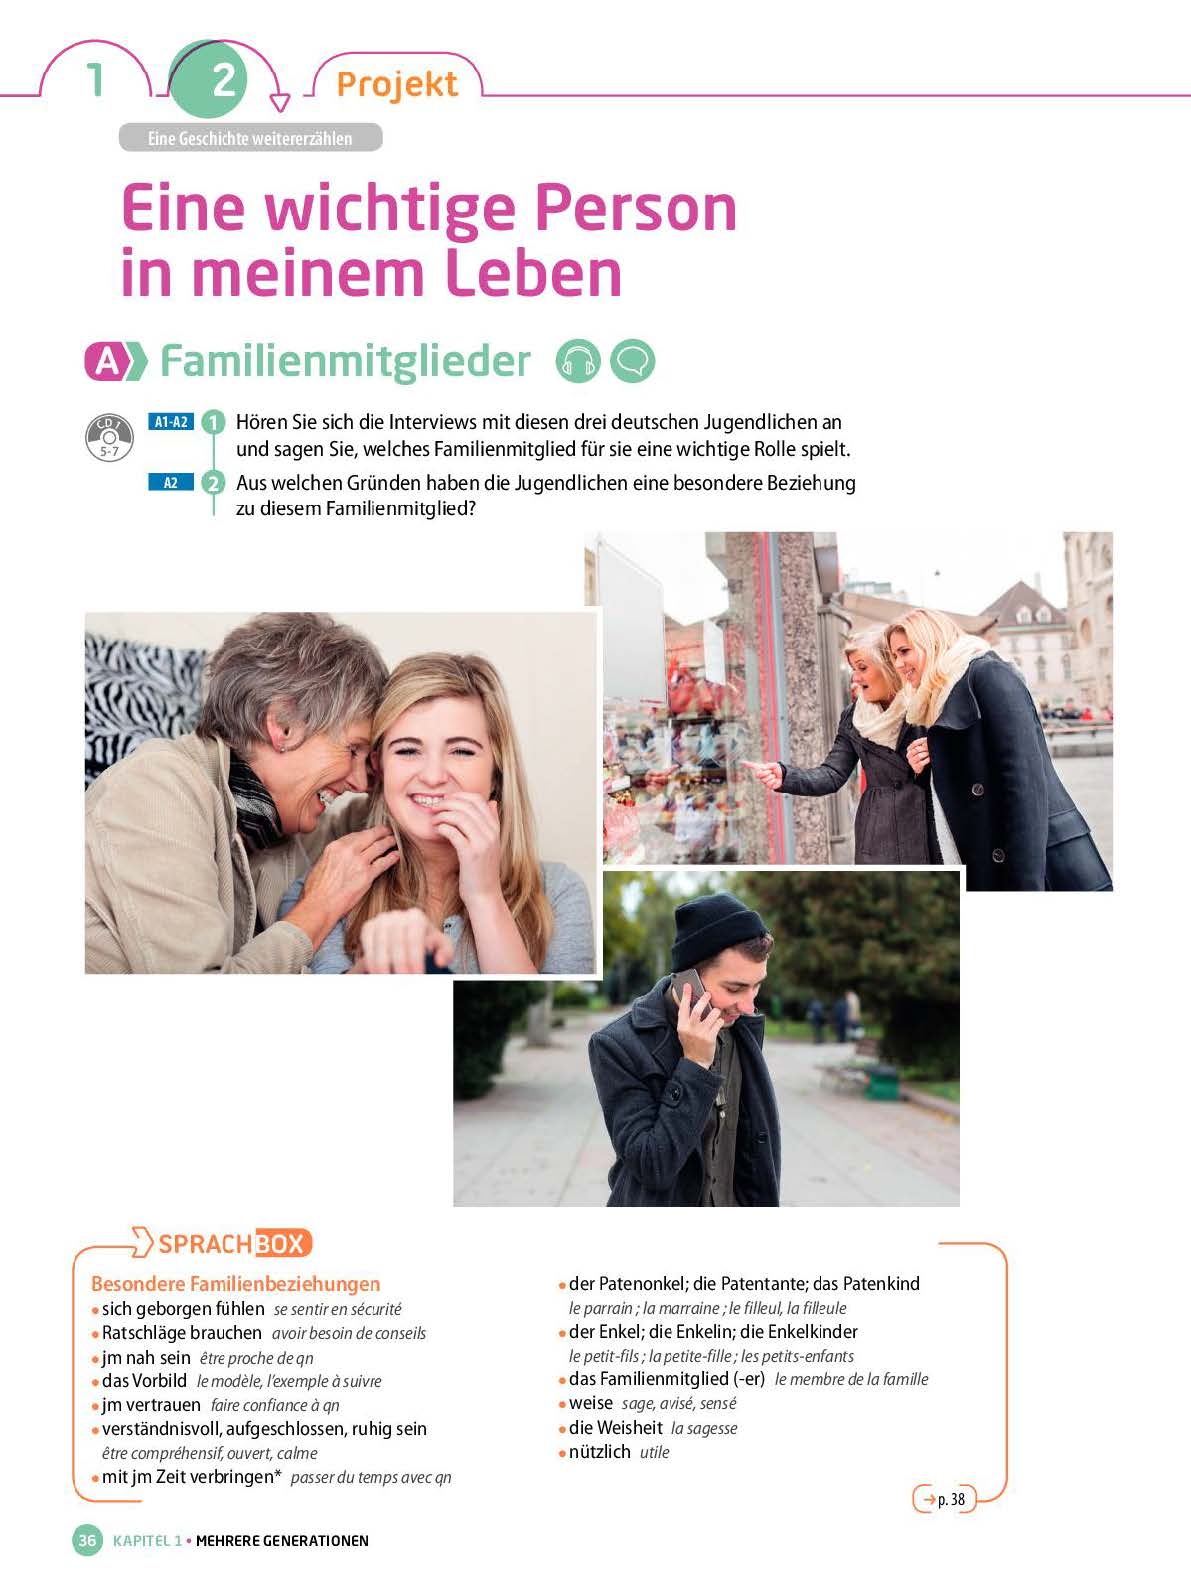 1
2
Projekt
Eine Geschichte weitererzählen
Eine wichtige Person
in meinem Leben
A Familienmitglieder
CD 1
5-7
A1-A2 1 Hören Sie sich die Interviews mit diesen drei deutschen Jugendlichen an
und sagen Sie, welches Familienmitglied für sie eine wichtige Rolle spielt.
A2 2 Aus welchen Gründen haben die Jugendlichen eine besondere Beziehung
zu diesem Familienmitglied?
SPRACHBOX
Besondere Familienbeziehungen
• sich geborgen fühlen se sentir en sécurité
• Ratschläge brauchen avoir besoin de conseils
• jm nah sein être proche de qn
• das Vorbild le modèle, l'exemple à suivre
• jm vertrauen faire confiance à qn
• verständnisvoll, aufgeschlossen, ruhig sein
être compréhensif, ouvert, calme
• mit jm Zeit verbringen* passer du temps avec qn
• der Patenonkel; die Patentante; das Patenkind
le parrain ; la marraine ; le filleul, la filleule
• der Enkel; die Enkelin; die Enkelkinder
le petit-fils ; la petite-fille ; les petits-enfants
• das Familienmitglied (-er) le membre de la famille
• weise sage, avisé, sensé
• die Weisheit la sagesse
• nützlich utile
→ p. 38
36 KAPITEL 1 • MEHRERE GENERATIONEN